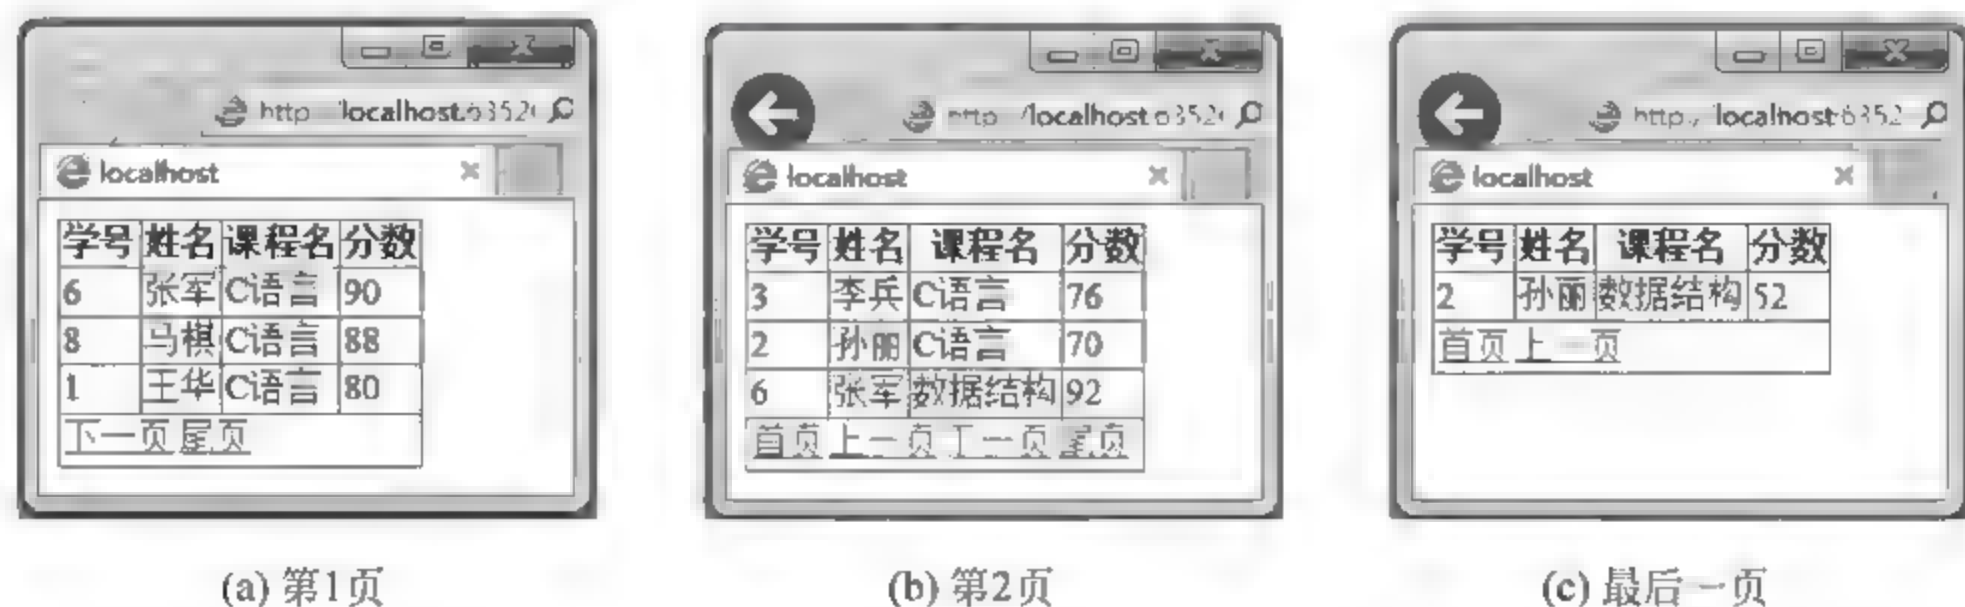 http localhost:6352
localhost
学号 姓名 课程名 分数
6 张军 C语言 90
8 马棋 C语言 88
1 王华 C语言 80
下一页 尾页
(a) 第1页
http /localhost:6352
localhost
学号 姓名 课程名 分数
3 李兵 C语言 76
2 孙丽 C语言 70
6 张军 数据结构 92
首页 上一页 下一页 尾页
(b) 第2页
http:/ localhost:6352
localhost
学号 姓名 课程名 分数
2 孙丽 数据结构 52
首页 上一页
(c) 最后一页